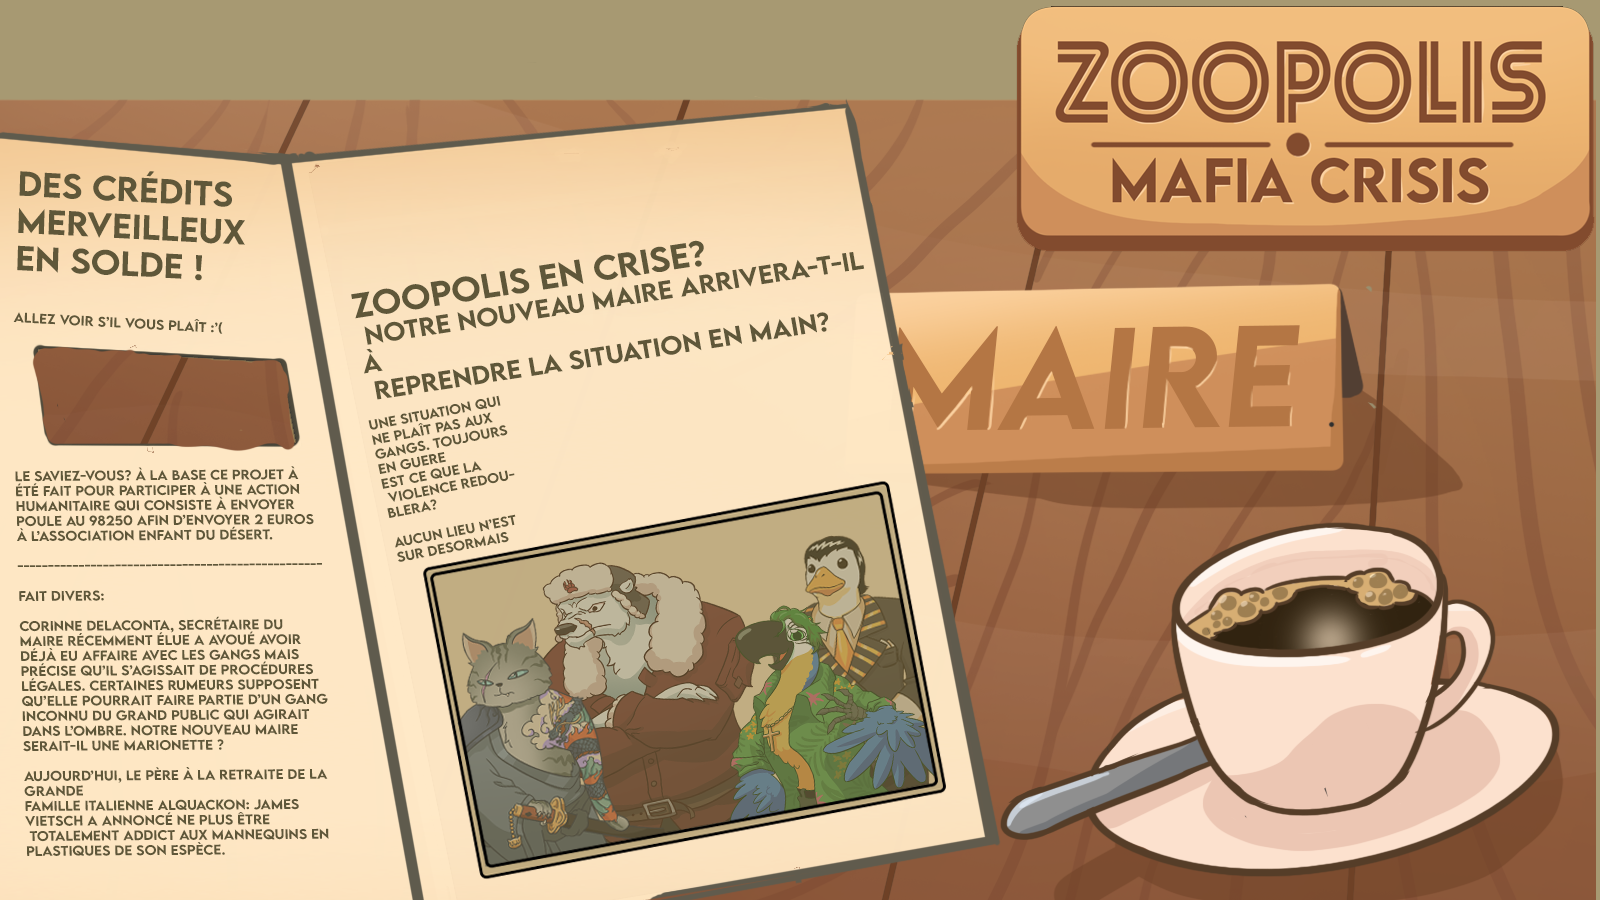 DES CRÉDITS
MERVEILLEUX
EN SOLDE !
ALLEZ VOIR S'IL VOUS PLAÎT :'(
LE SAVIEZ-VOUS? À LA BASE CE PROJET À
ÉTÉ FAIT POUR PARTICIPER À UNE ACTION
HUMANITAIRE QUI CONSISTE À ENVOYER
POULE AU 98250 AFIN D'ENVOYER 2 EUROS
À L'ASSOCIATION ENFANT DU DÉSERT.
--------------------------------------------------
FAIT DIVERS:
CORINNE DELACONTA, SECRÉTAIRE DU
MAIRE RÉCEMMENT ÉLUE A AVOUÉ AVOIR
DÉJÀ EU AFFAIRE AVEC LES GANGS MAIS
PRÉCISE QU'IL S'AGISSAIT DE PROCÉDURES
LÉGALES. CERTAINES RUMEURS SUPPOSENT
QU'ELLE POURRAIT FAIRE PARTIE D'UN GANG
INCONNU DU GRAND PUBLIC QUI AGIRAIT
DANS L'OMBRE. NOTRE NOUVEAU MAIRE
SERAIT-IL UNE MARIONETTE ?
AUJOURD'HUI, LE PÈRE À LA RETRAITE DE LA
GRANDE
FAMILLE ITALIENNE ALQUACKON: JAMES
VIETSCH A ANNONCÉ NE PLUS ÊTRE
TOTALEMENT ADDICT AUX MANNEQUINS EN
PLASTIQUES DE SON ESPÈCE.
ZOOPOLIS EN CRISE?
NOTRE NOUVEAU MAIRE ARRIVERA-T-IL
À
REPRENDRE LA SITUATION EN MAIN?
UNE SITUATION QUI
NE PLAÎT PAS AUX
GANGS. TOUJOURS
EN GUERE
EST CE QUE LA
VIOLENCE REDOU-
BLERA?
AUCUN LIEU N'EST
SUR DESORMAIS
ZOOPOLIS
MAFIA CRISIS
MAIRE